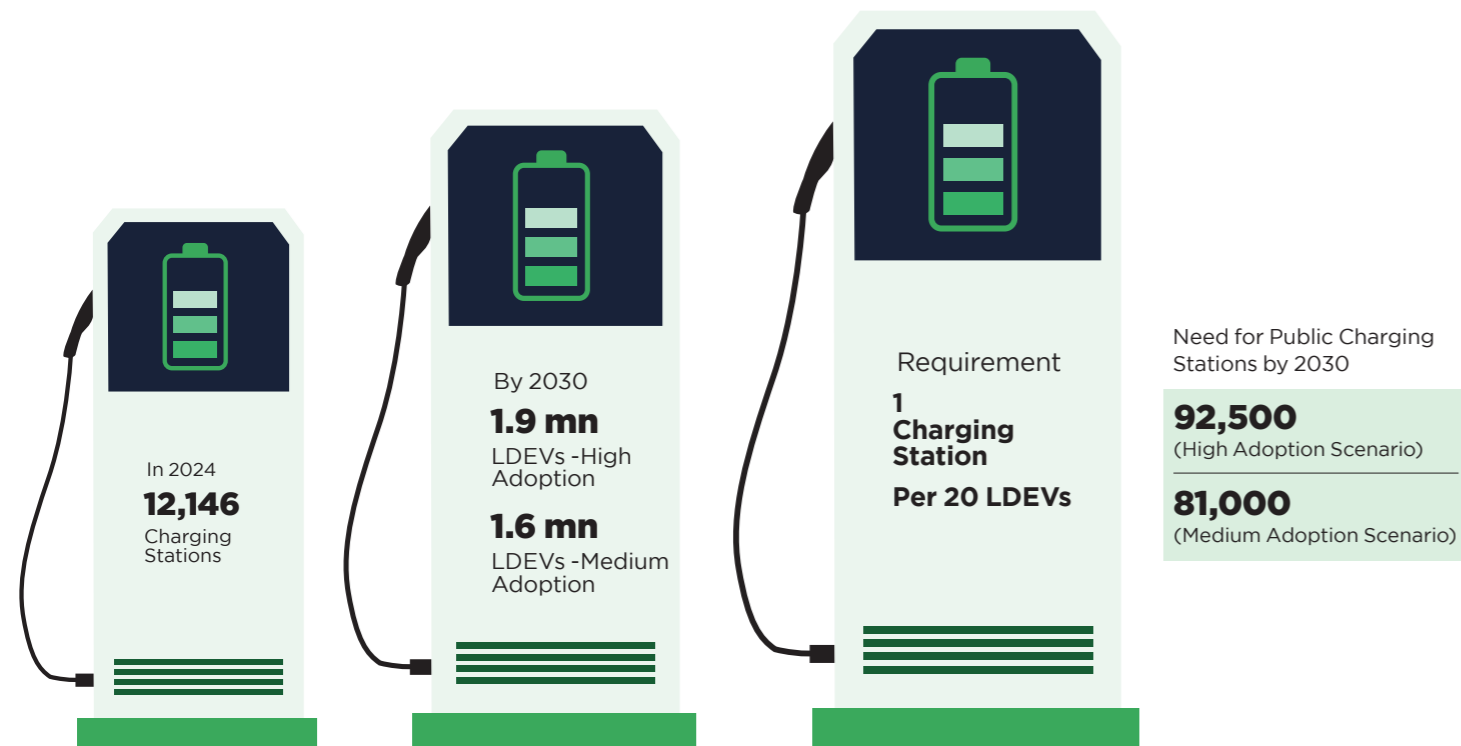 In 2024
12,146
Charging
Stations
By 2030
1.9 mn
LDEVs -High
Adoption
1.6 mn
LDEVs -Medium
Adoption
Requirement
1
Charging
Station
Per 20 LDEVs
Need for Public Charging
Stations by 2030
92,500
(High Adoption Scenario)
81,000
(Medium Adoption Scenario)